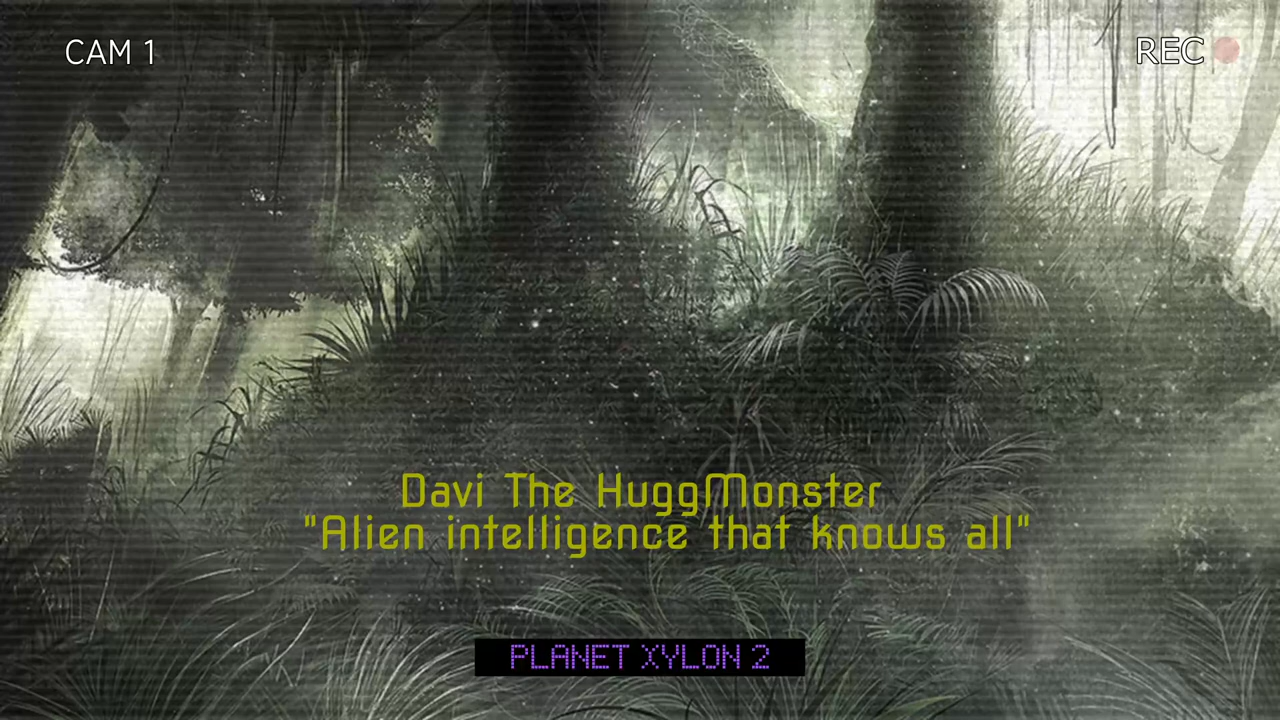 CAM 1
REC
Davi The HuggMonster
"Alien intelligence that knows all"
PLANET XYLON 2